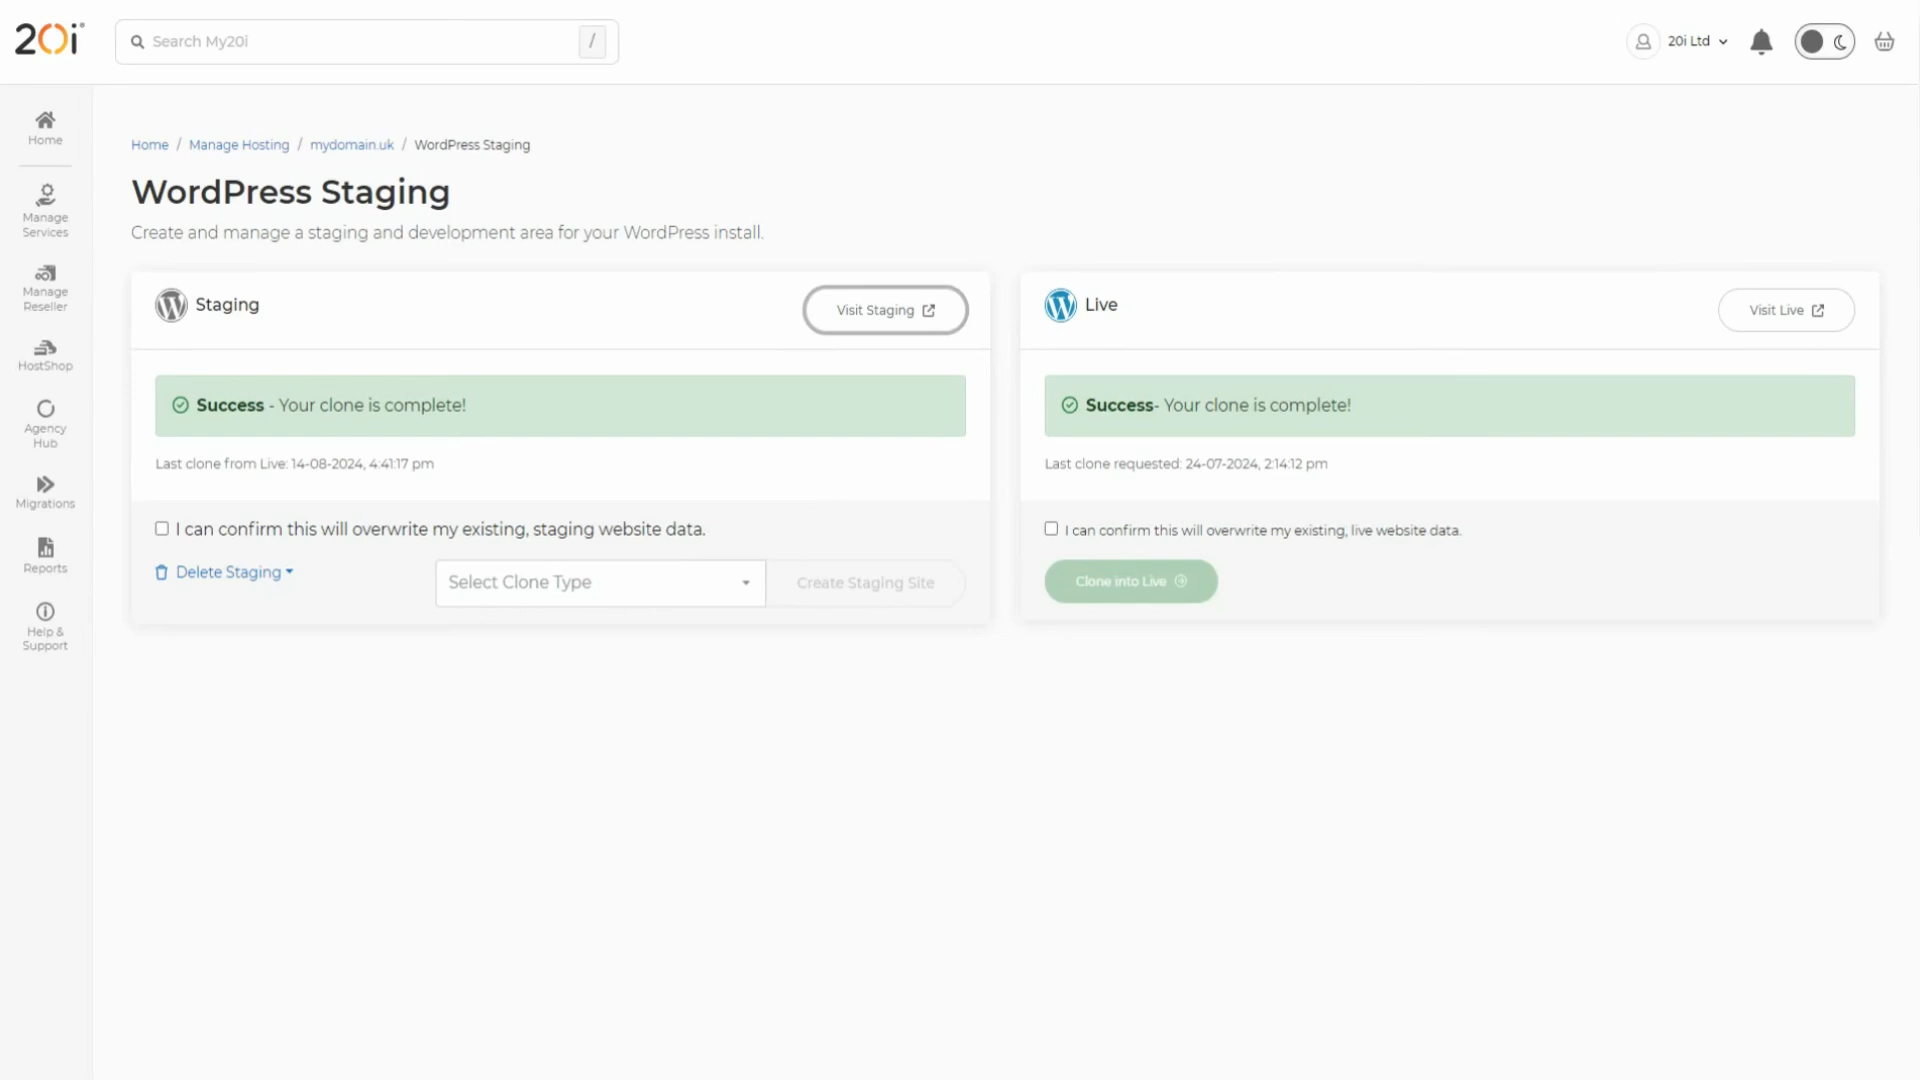 20i
Search My20i
/
20i Ltd
Home
Manage
Services
Manage
Reseller
HostShop
Agency
Hub
Migrations
Reports
Help &
Support
Home / Manage Hosting / mydomain.uk / WordPress Staging
WordPress Staging
Create and manage a staging and development area for your WordPress install.
Staging
Visit Staging
Success - Your clone is complete!
Last clone from Live: 14-08-2024, 4:41:17 pm
I can confirm this will overwrite my existing, staging website data.
Delete Staging
Select Clone Type
Create Staging Site
Live
Visit Live
Success- Your clone is complete!
Last clone requested: 24-07-2024, 2:14:12 pm
I can confirm this will overwrite my existing, live website data.
Clone into Live